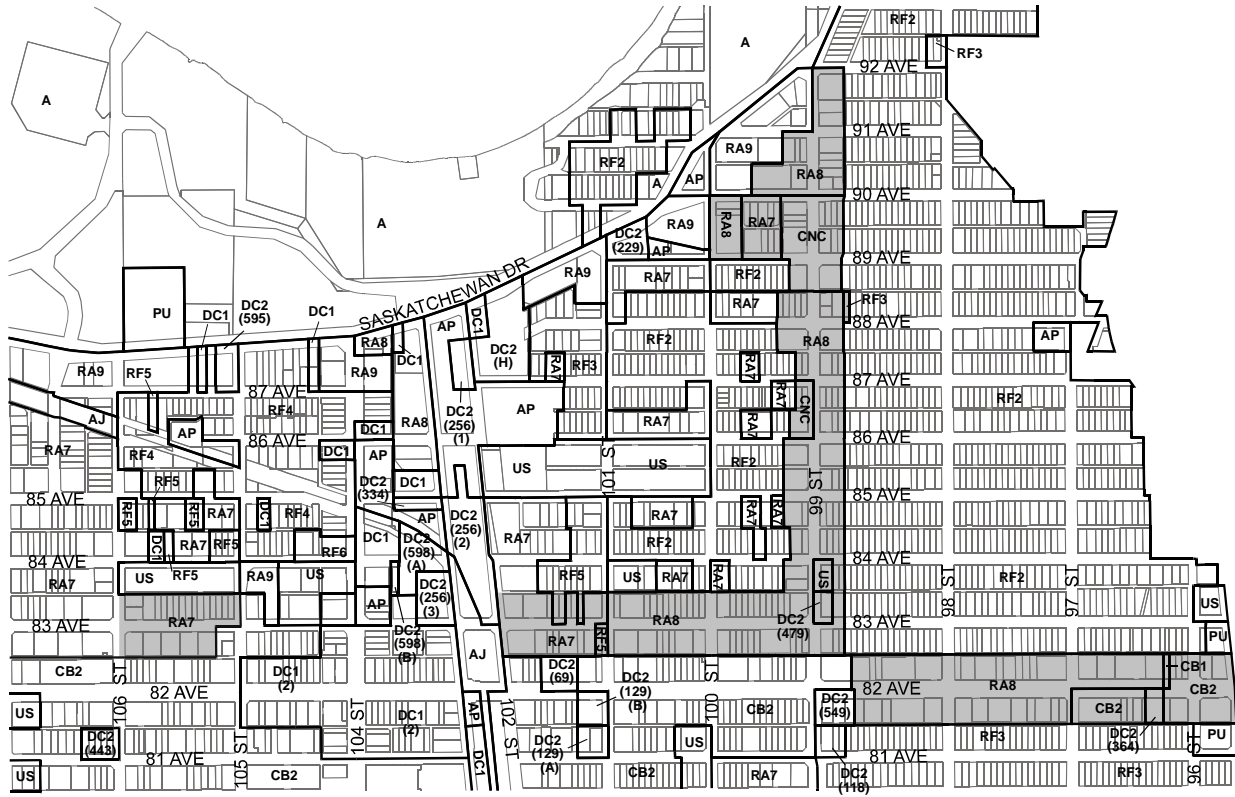 RF2
A
RF3
92 AVE
A
91 AVE
RA9
RF2
RA8
AP
A
90 AVE
RA8
RA7
RA9
A
CNC
DC2
(229)
AP
89 AVE
SASKATCHEWAN DR
RA9
RA7
RF2
RF3
RA7
DC2
(595)
DC1
DC1
PU
DC1
AP
88 AVE
RA8
RF2
RA8
AP
DC1
DC2
(H)
RA7
RF3
RA7
RA9
RF5
RA9
87 AVE
87 AVE
RA7
CNC
RF2
RF4
AP
DC2
(256)
(1)
AJ
RA8
RA7
RA7
DC1
AP
86 AVE
86 AVE
RA7
DC1
AP
RF4
101 ST
US
US
RF2
99 ST
RF5
DC1
DC2
(334)
85 AVE
85 AVE
RF5
RF5
RA7
DC1
RF4
AP
RA7
RA7
RA7
DC2
(256)
(2)
DC1
RA7
RF2
DC1
RA7
RF5
RF6
DC2
(598)
(A)
84 AVE
84 AVE
RA7
US
RF5
RA9
US
RF5
US
RA7
RA7
US
98 ST
RF2
97 ST
DC2
(256)
(3)
AP
US
RA7
83 AVE
RA8
DC2
(479)
83 AVE
DC2
(598)
(B)
RA7
RF5
PU
AJ
CB2
106 ST
DC1
(2)
DC2
(69)
100 ST
CB1
82 AVE
82 AVE
RA8
CB2
DC2
(129)
(B)
CB2
DC2
(549)
CB2
US
104 ST
DC1
(2)
AP
102 ST
DC2
(443)
105 ST
DC2
(129)
(A)
US
RF3
DC2
(364)
PU
81 AVE
81 AVE
96 ST
US
CB2
DC1
CB2
RA7
DC2
(118)
RF3